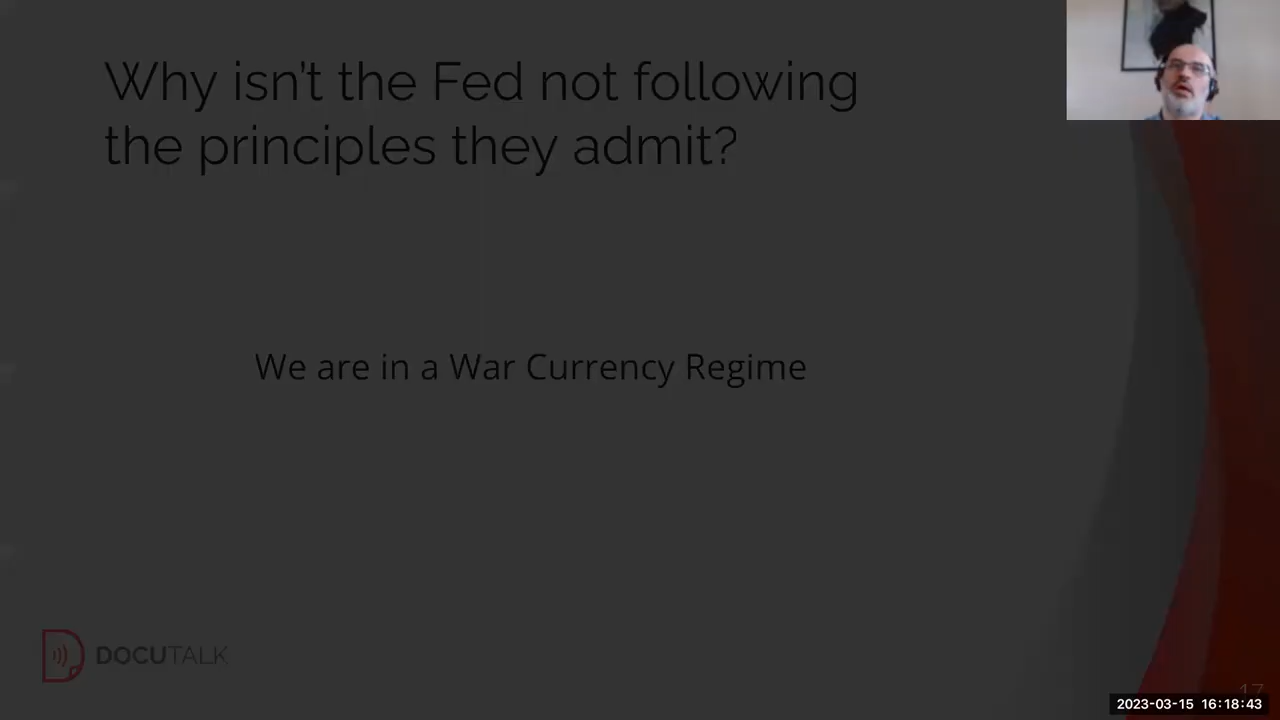 Why isn't the Fed not following
the principles they admit?
We are in a War Currency Regime
DOCUTALK
17
2023-03-15 16:18:43